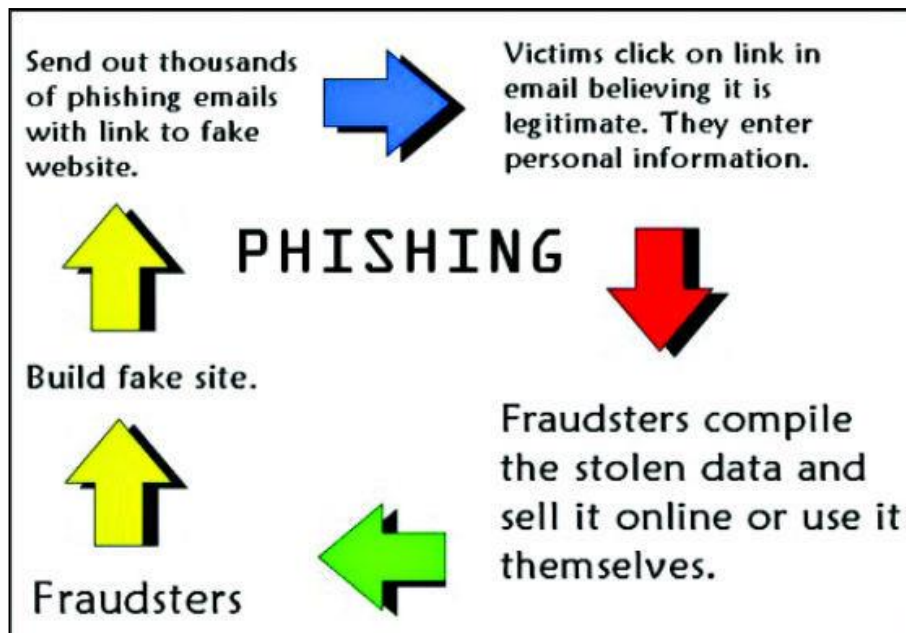 Send out thousands
of phishing emails
with link to fake
website.
Victims click on link in
email believing it is
legitimate. They enter
personal information.
PHISHING
Build fake site.
Fraudsters compile
the stolen data and
sell it online or use it
themselves.
Fraudsters